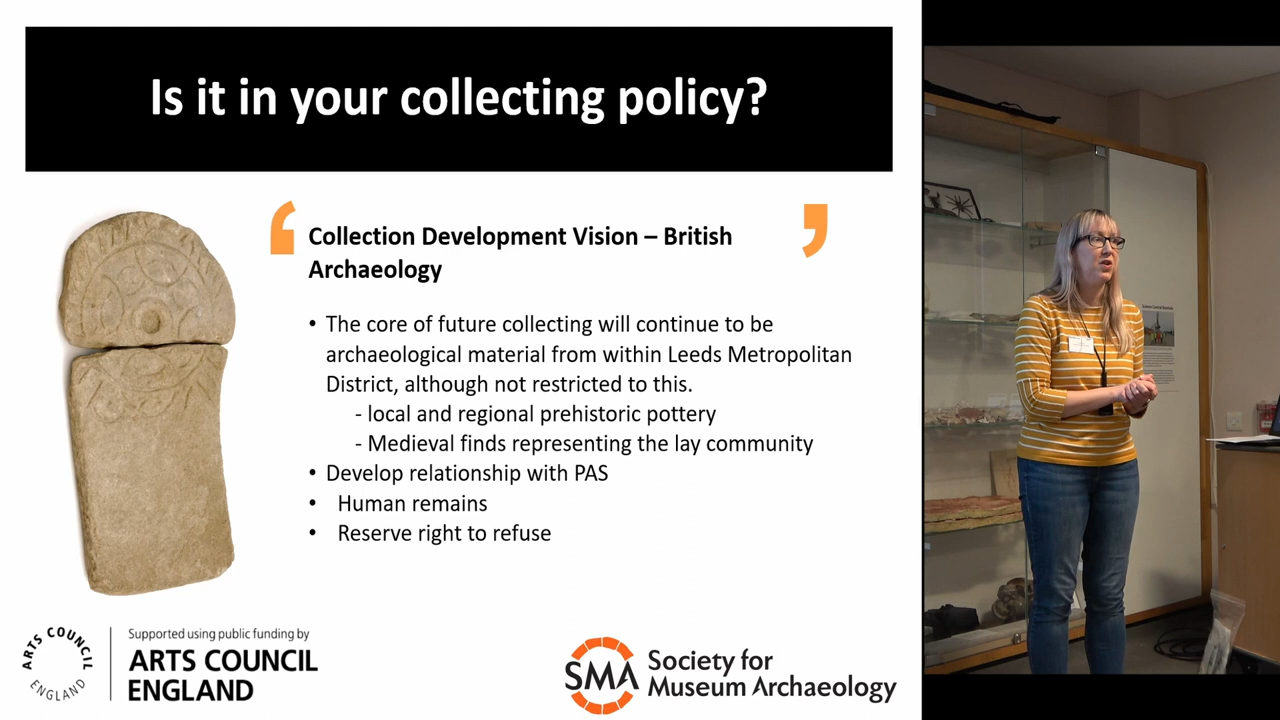 Is it in your collecting policy?
‘ ’
Collection Development Vision – British
Archaeology
• The core of future collecting will continue to be
archaeological material from within Leeds Metropolitan
District, although not restricted to this.
- local and regional prehistoric pottery
- Medieval finds representing the lay community
• Develop relationship with PAS
• Human remains
• Reserve right to refuse
ARTS COUNCIL
ENGLAND
Supported using public funding by
ARTS COUNCIL
ENGLAND
SMA
Society for
Museum Archaeology